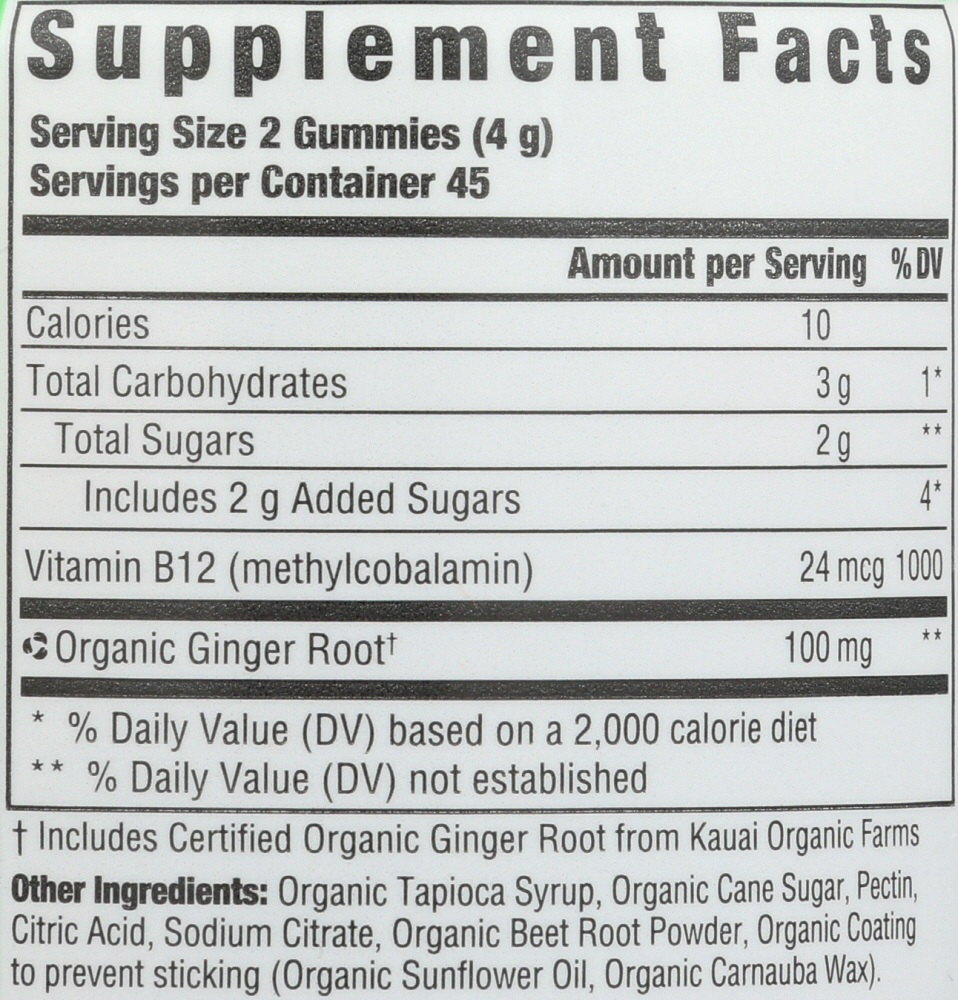 Supplement Facts
Serving Size 2 Gummies (4 g)
Servings per Container 45
Amount per Serving % DV
Calories 10
Total Carbohydrates 3 g 1*
Total Sugars 2 g **
Includes 2 g Added Sugars 4*
Vitamin B12 (methylcobalamin) 24 mcg 1000
Organic Ginger Root† 100 mg **
* % Daily Value (DV) based on a 2,000 calorie diet
** % Daily Value (DV) not established
† Includes Certified Organic Ginger Root from Kauai Organic Farms
Other Ingredients: Organic Tapioca Syrup, Organic Cane Sugar, Pectin,
Citric Acid, Sodium Citrate, Organic Beet Root Powder, Organic Coating
to prevent sticking (Organic Sunflower Oil, Organic Carnauba Wax).